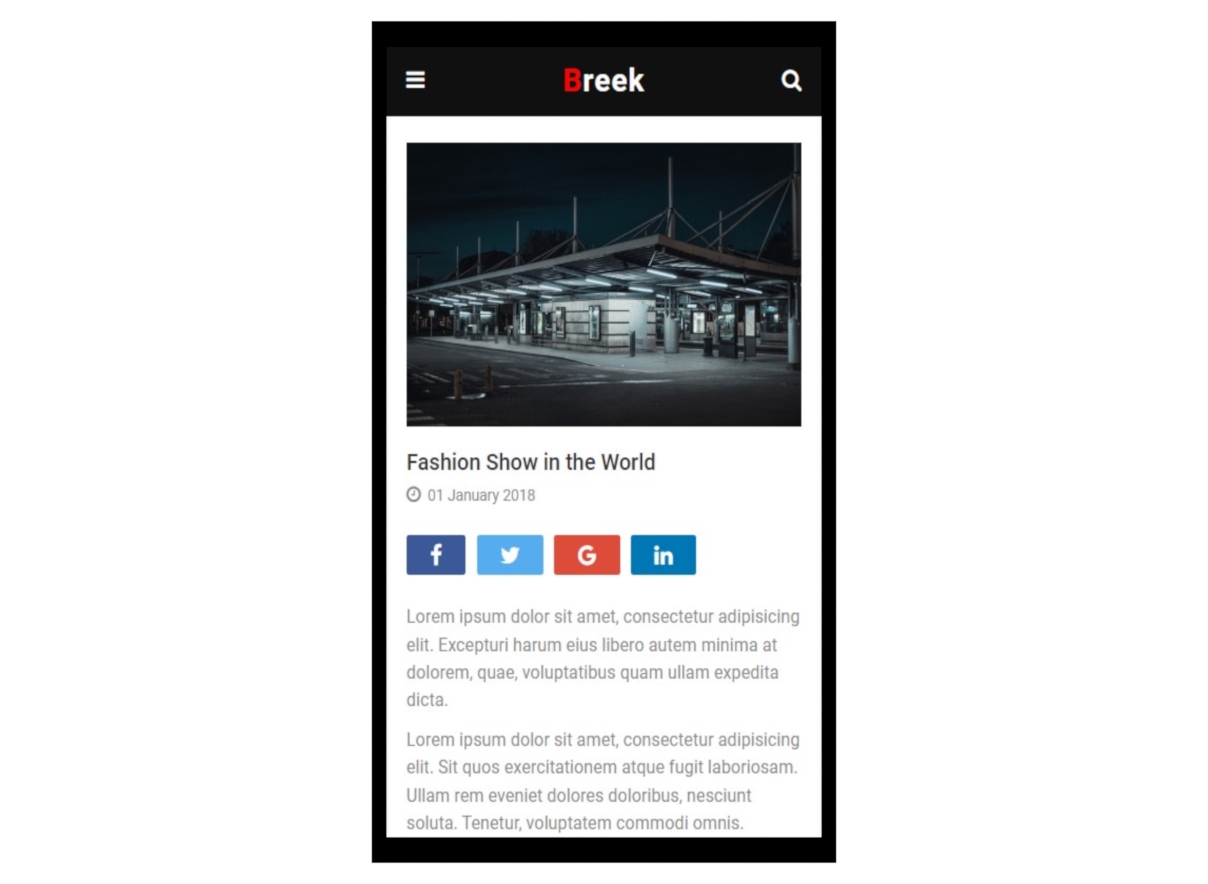 Breek
Fashion Show in the World
01 January 2018
f
G
in
Lorem ipsum dolor sit amet, consectetur adipisicing
elit. Excepturi harum eius libero autem minima at
dolorem, quae, voluptatibus quam ullam expedita
dicta.
Lorem ipsum dolor sit amet, consectetur adipisicing
elit. Sit quos exercitationem atque fugit laboriosam.
Ullam rem eveniet dolores doloribus, nesciunt
soluta. Tenetur, voluptatem commodi omnis.